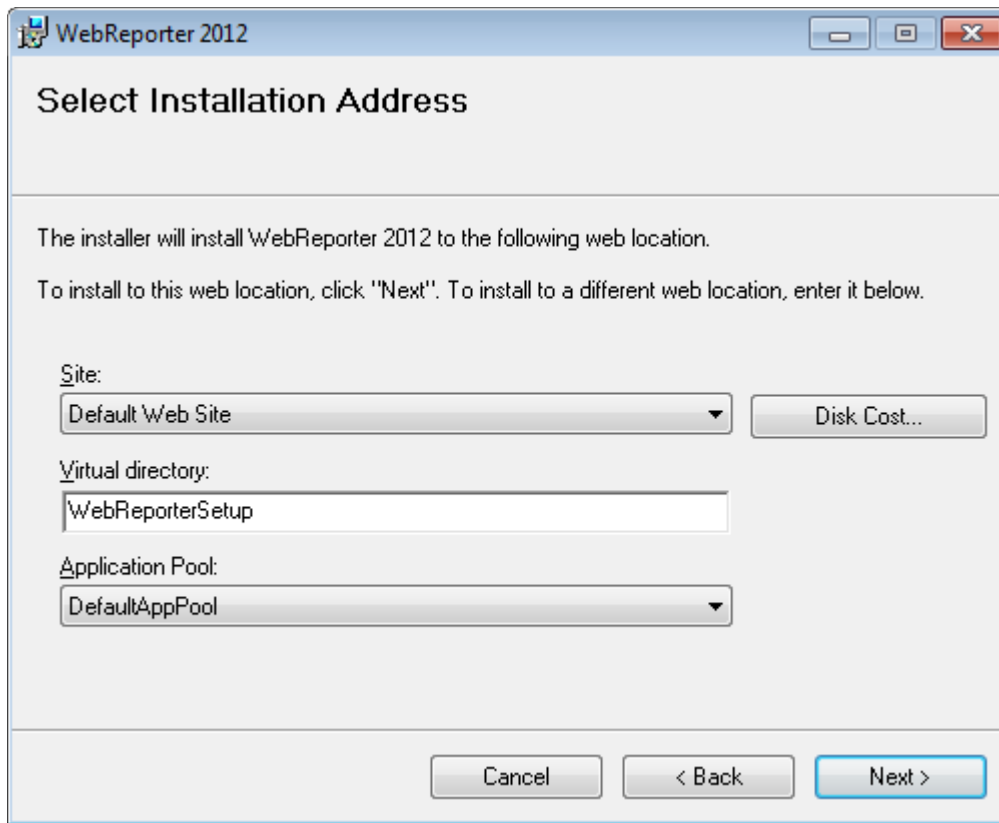 WebReporter 2012
Select Installation Address
The installer will install WebReporter 2012 to the following web location.
To install to this web location, click "Next". To install to a different web location, enter it below.
Site:
Default Web Site
Disk Cost...
Virtual directory:
WebReporterSetup
Application Pool:
DefaultAppPool
Cancel
< Back
Next >